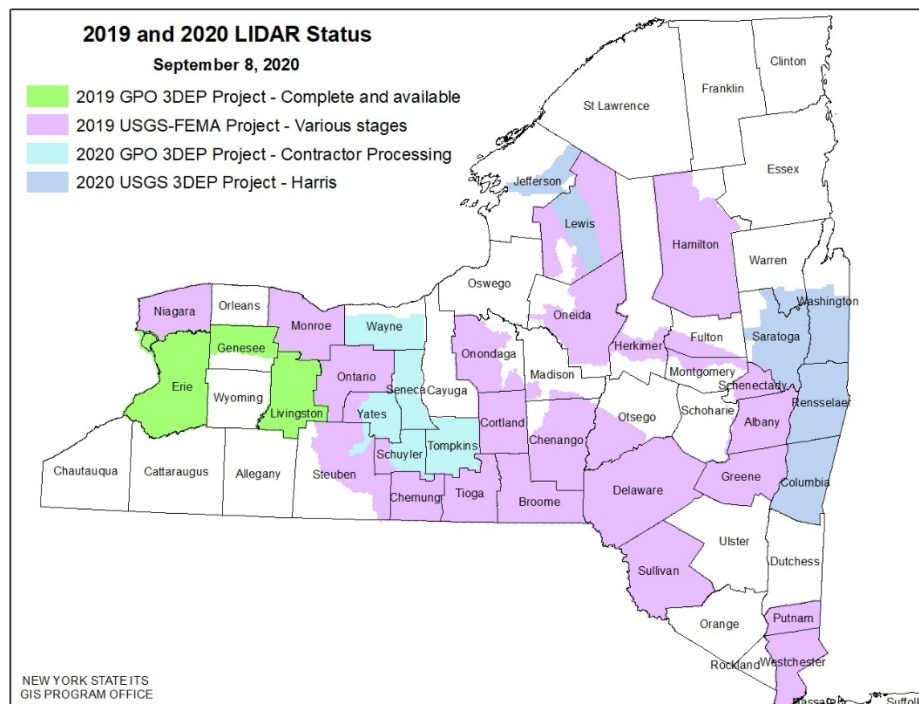 2019 and 2020 LIDAR Status
September 8, 2020
2019 GPO 3DEP Project - Complete and available
2019 USGS-FEMA Project - Various stages
2020 GPO 3DEP Project - Contractor Processing
2020 USGS 3DEP Project - Harris
Clinton
Franklin
St Lawrence
Essex
Jefferson
Lewis
Hamilton
Warren
Oswego
Washington
Niagara
Orleans
Monroe
Wayne
Oneida
Herkimer
Fulton
Saratoga
Genesee
Onondaga
Madison
Montgomery
Schenectady
Erie
Wyoming
Livingston
Ontario
Seneca
Cayuga
Yates
Otsego
Schoharie
Albany
Rensselaer
Cortland
Chenango
Tompkins
Schuyler
Chautauqua
Cattaraugus
Allegany
Steuben
Chemung
Tioga
Broome
Delaware
Greene
Columbia
Ulster
Dutchess
Sullivan
Orange
Putnam
Rockland
Westchester
Suffol
NEW YORK STATE ITS
GIS PROGRAM OFFICE